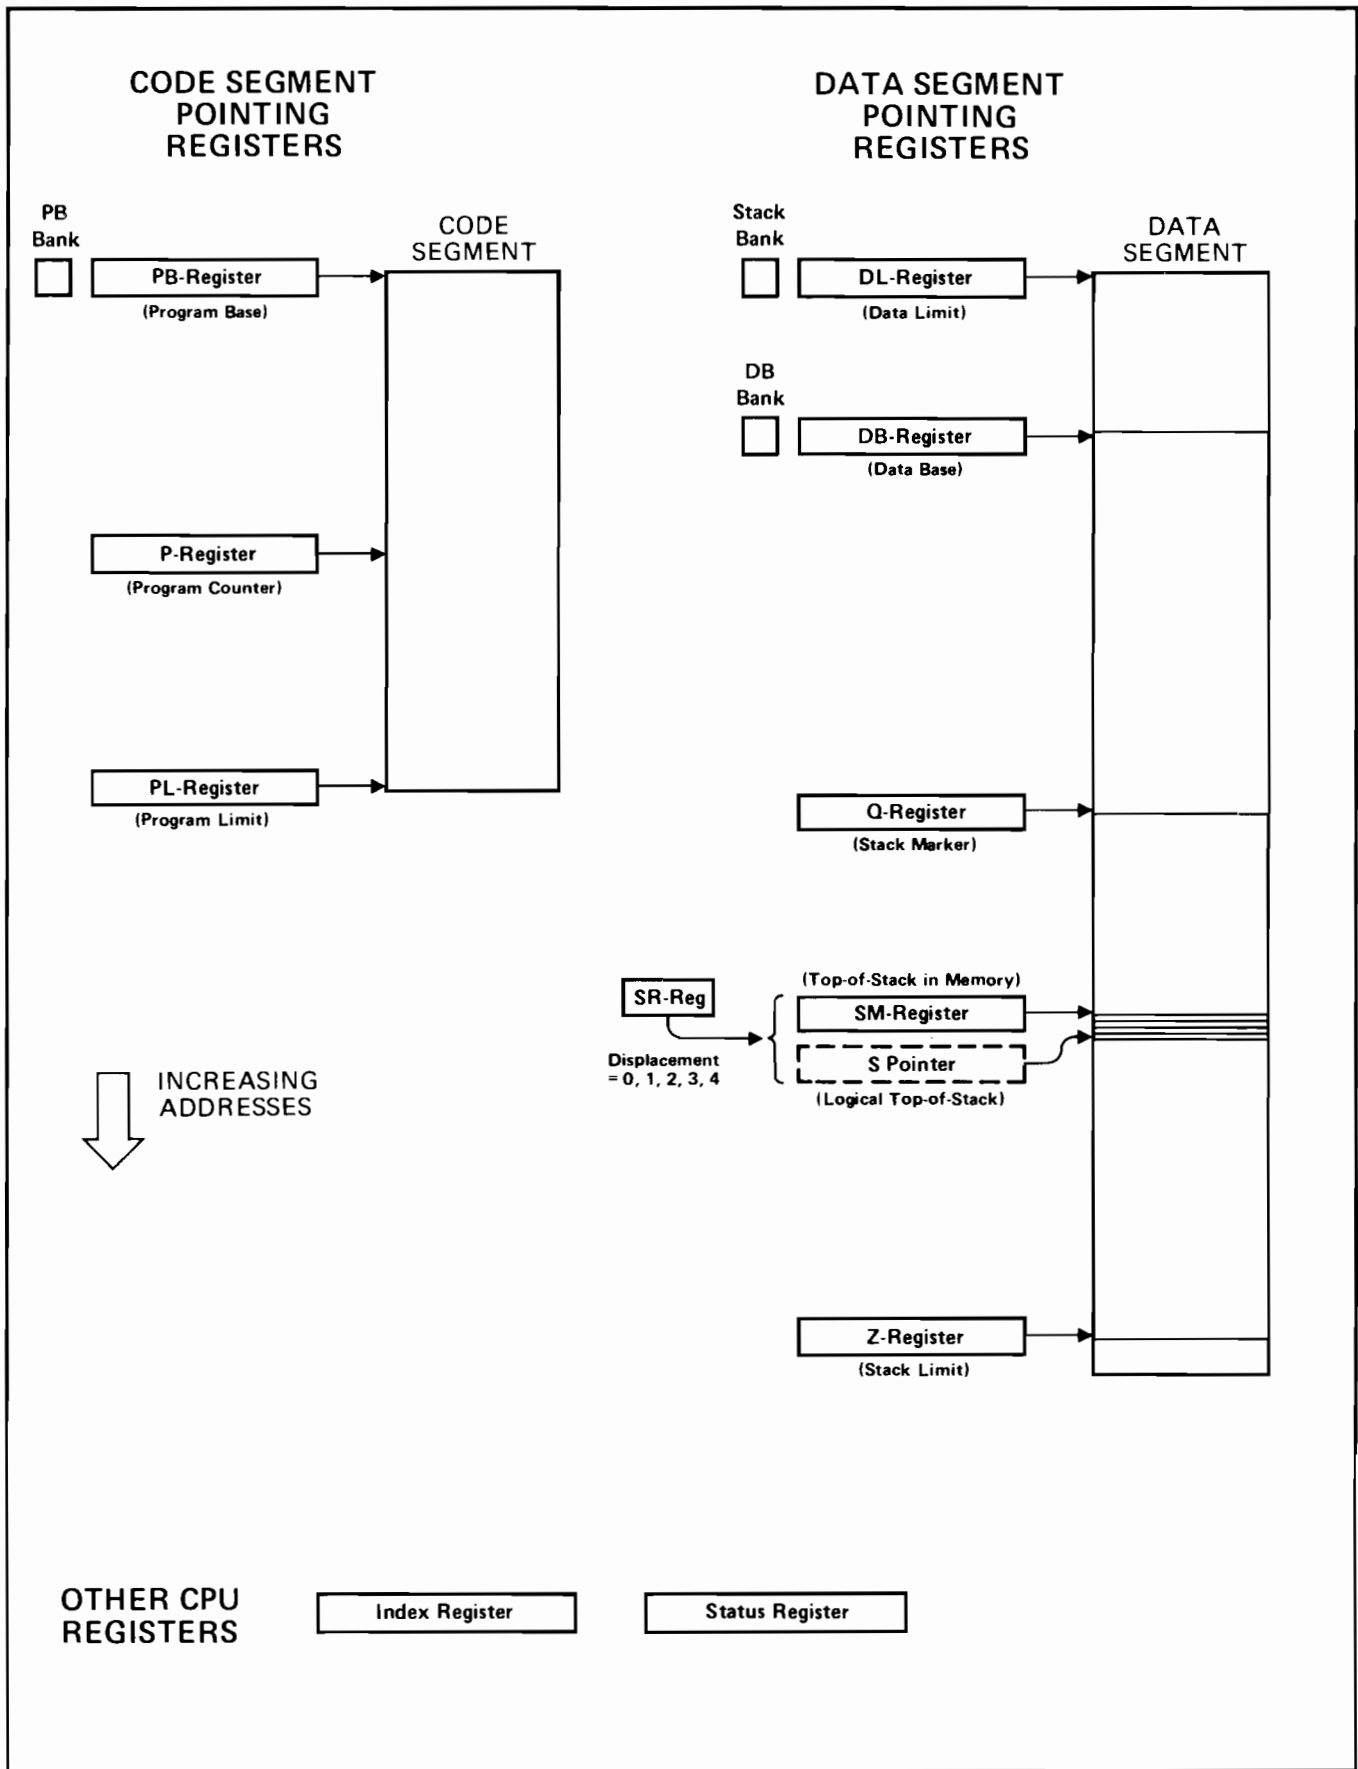 CODE SEGMENT
POINTING
REGISTERS
PB
Bank
PB-Register
(Program Base)
CODE
SEGMENT
P-Register
(Program Counter)
PL-Register
(Program Limit)
INCREASING
ADDRESSES
DATA SEGMENT
POINTING
REGISTERS
Stack
Bank
DL-Register
(Data Limit)
DATA
SEGMENT
DB
Bank
DB-Register
(Data Base)
Q-Register
(Stack Marker)
(Top-of-Stack in Memory)
SR-Reg
SM-Register
Displacement
= 0, 1, 2, 3, 4
S Pointer
(Logical Top-of-Stack)
Z-Register
(Stack Limit)
OTHER CPU
REGISTERS
Index Register
Status Register